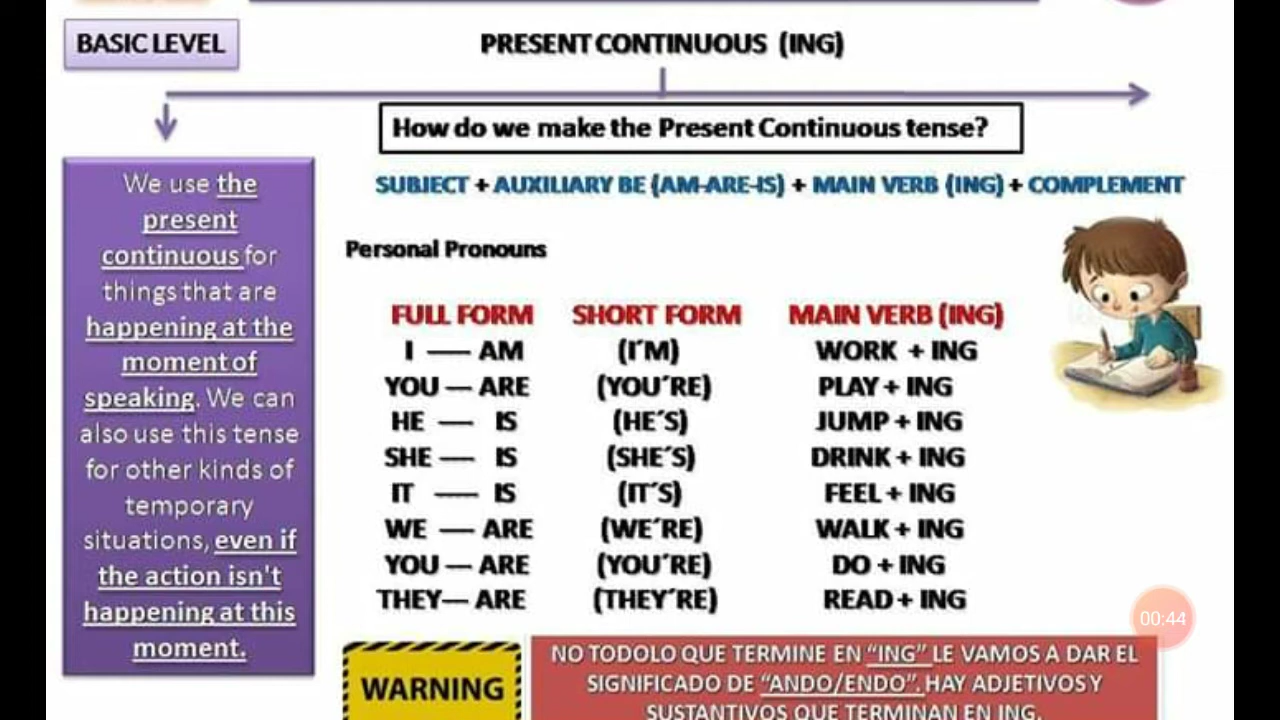 BASIC LEVEL
PRESENT CONTINUOUS (ING)
How do we make the Present Continuous tense?
SUBJECT + AUXILIARY BE (AM-ARE-IS) + MAIN VERB (ING) + COMPLEMENT
We use the
present
continuous for
things that are
happening at the
moment of
speaking. We can
also use this tense
for other kinds of
temporary
situations, even if
the action isn't
happening at this
moment.
Personal Pronouns
FULL FORM SHORT FORM MAIN VERB (ING)
I — AM (I´M) WORK + ING
YOU — ARE (YOU´RE) PLAY + ING
HE — IS (HE´S) JUMP + ING
SHE — IS (SHE´S) DRINK + ING
IT — IS (IT´S) FEEL + ING
WE — ARE (WE´RE) WALK + ING
YOU — ARE (YOU´RE) DO + ING
THEY— ARE (THEY´RE) READ + ING
00:44
WARNING
NO TODOLO QUE TERMINE EN “ING” LE VAMOS A DAR EL
SIGNIFICADO DE “ANDO/ENDO”. HAY ADJETIVOS Y
SUSTANTIVOS QUE TERMINAN EN ING.